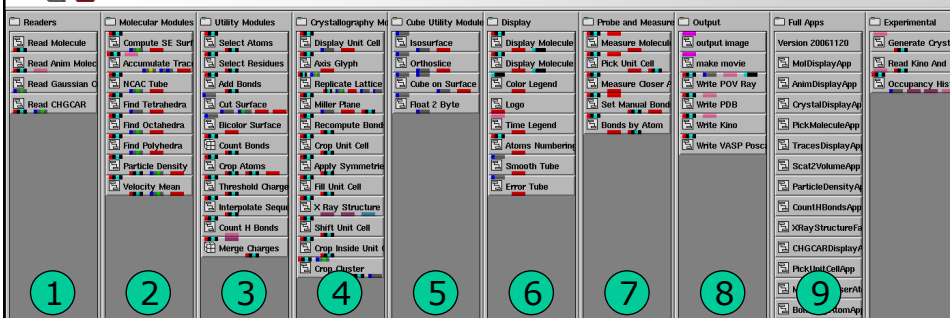 Readers
Read Molecule
Read Anim Molec
Read Gaussian O
Read CHGCAR
1
Molecular Modules
Compute SE Surf
Accumulate Trac
NCAC Tube
Find Tetrahedra
Find Octahedra
Find Polyhedra
Particle Density
Velocity Mean
2
Utility Modules
Select Atoms
Select Residues
Add Bonds
Cut Surface
Bicolor Surface
Count Bonds
Crop Atoms
Threshold Charge
Interpolate Seque
Count H Bonds
Merge Charges
3
Crystallography Mo
Display Unit Cell
Axis Glyph
Replicate Lattice
Miller Plane
Recompute Bond
Crop Unit Cell
Apply Symmetrie
Fill Unit Cell
X Ray Structure
Shift Unit Cell
Crop Inside Unit
Crop Cluster
4
Cube Utility Module
Isosurface
Orthoslice
Cube on Surface
Float 2 Byte
5
Display
Display Molecule
Display Molecule
Color Legend
Logo
Time Legend
Atoms Numbering
Smooth Tube
Error Tube
6
Probe and Measure
Measure Molecul
Pick Unit Cell
Measure Closer A
Set Manual Bond
Bonds by Atom
7
Output
output image
make movie
Write POV Ray
Write PDB
Write Kino
Write VASP Posc
8
Full Apps
Version 20061120
MolDisplayApp
AnimDisplayApp
CrystalDisplayAp
PickMoleculeApp
TracesDisplayApp
Scat2VolumeApp
ParticleDensityA
CountHBondsApp
XRayStructureFa
CHGCARDisplayA
PickUnitCellApp
9
Experimental
Generate Cryst
Read Kino And
Occupancy His